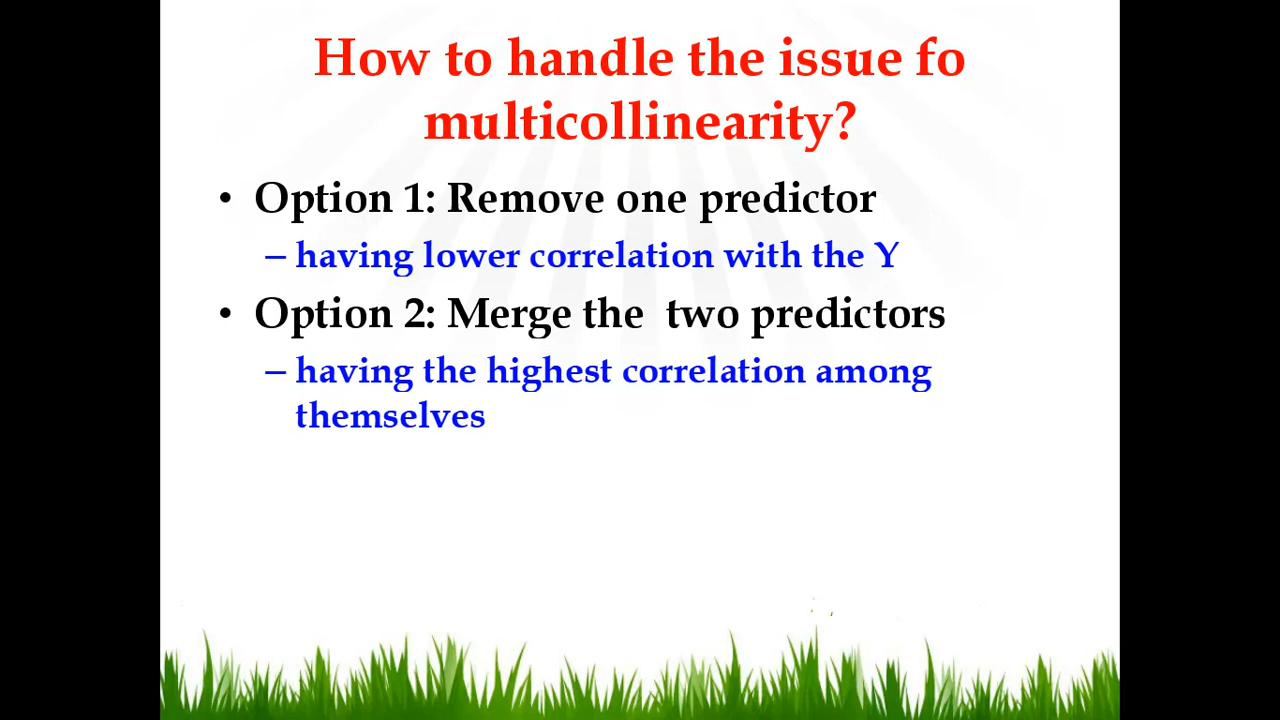 How to handle the issue fo
multicollinearity?
• Option 1: Remove one predictor
– having lower correlation with the Y
• Option 2: Merge the  two predictors
– having the highest correlation among
themselves